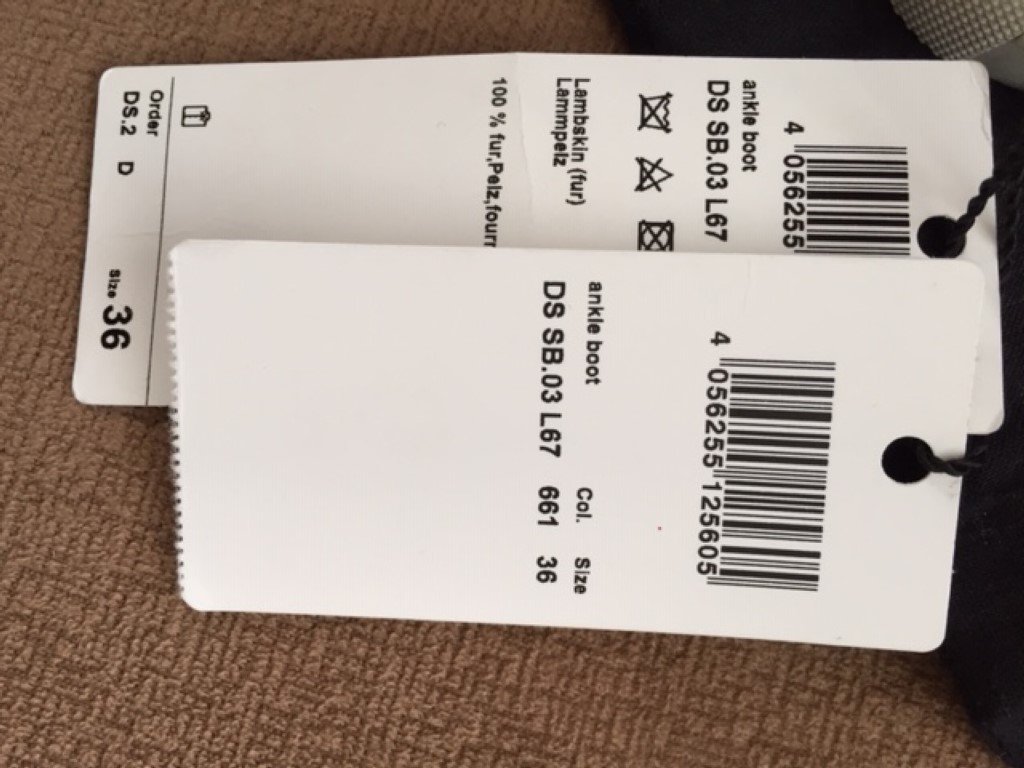 4 056255
ankle boot
DS SB.03 L67
Lambskin (fur)
Lammpelz
100 % fur,Pelz,fourr
Order
DS.2 D
Size 36
4 056255 125605
ankle boot Col. Size
DS SB.03 L67 661 36